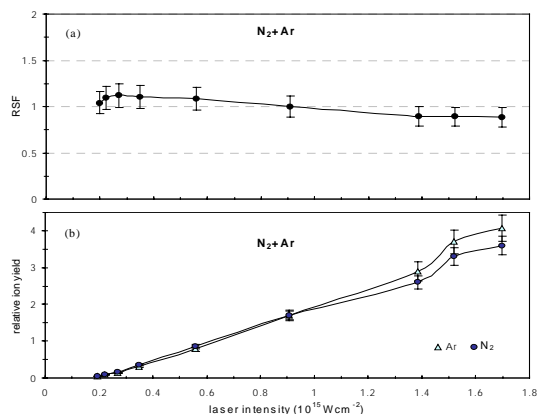 (a) N₂+Ar
2
1.5
1
0.5
0
RSF
(b) N₂+Ar
4
3
2
1
0
relative ion yield
Ar N₂
0 0.2 0.4 0.6 0.8 1 1.2 1.4 1.6 1.8
laser intensity (10¹⁵ Wcm⁻²)